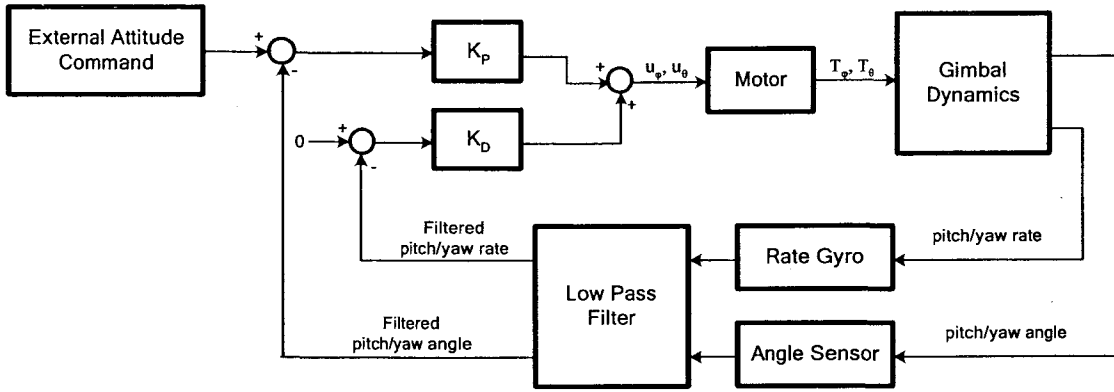 External Attitude
Command
+
-
K_P
+
+
u_φ, u_θ
Motor
T_φ, T_θ
Gimbal
Dynamics
0
+
-
K_D
Filtered
pitch/yaw rate
Low Pass
Filter
Rate Gyro
pitch/yaw rate
Filtered
pitch/yaw angle
Angle Sensor
pitch/yaw angle